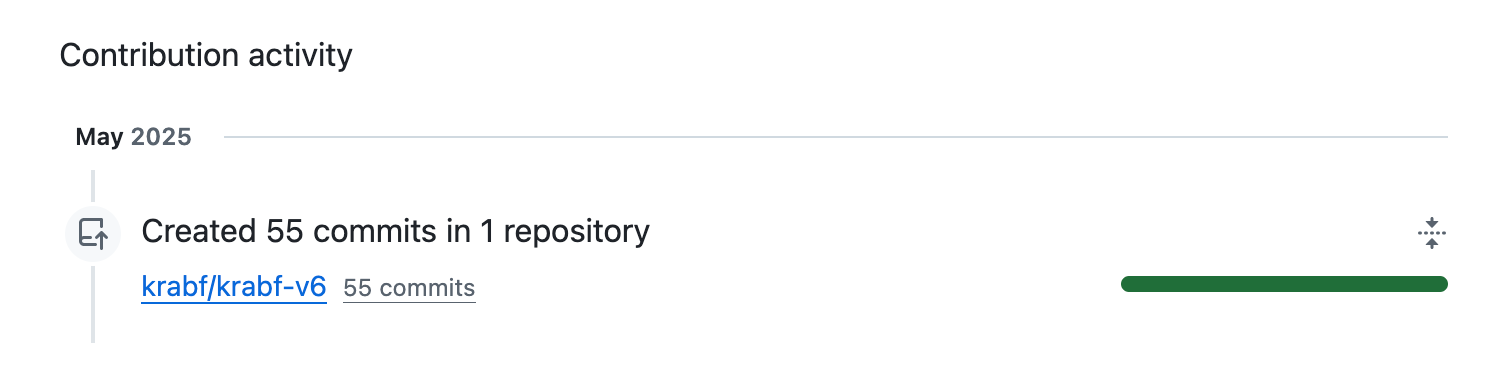 Contribution activity
May 2025
Created 55 commits in 1 repository
krabf/krabf-v6 55 commits